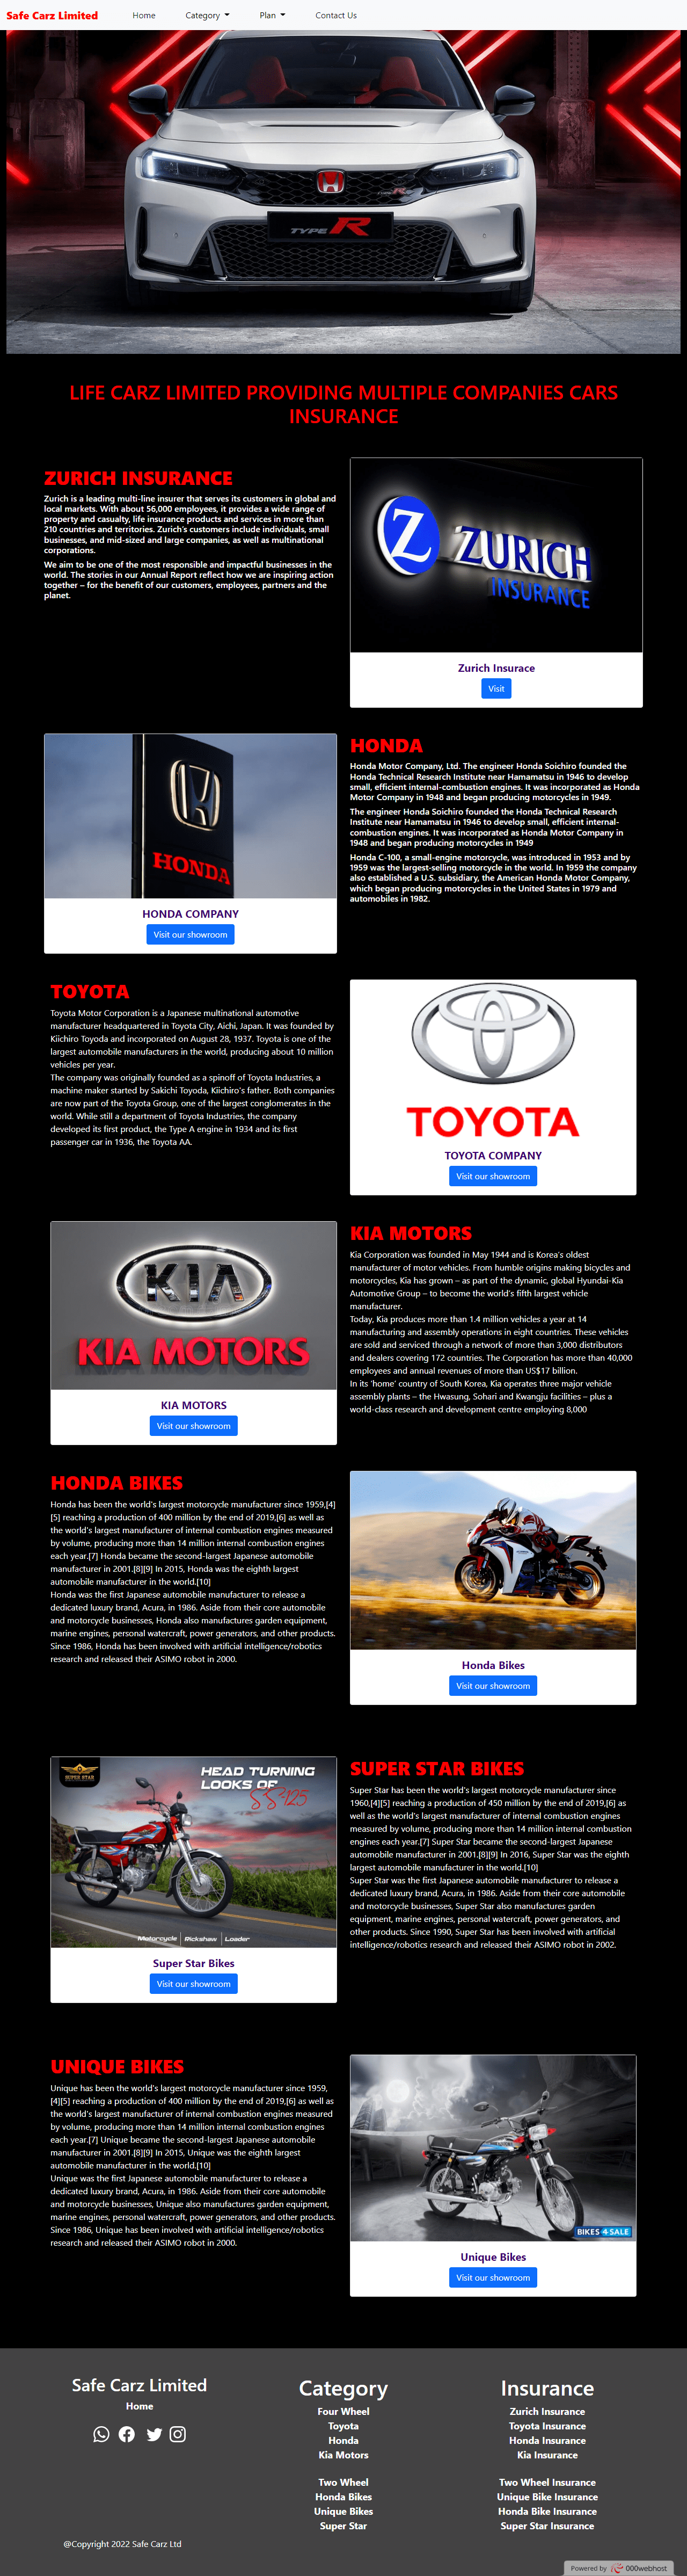 Safe Carz Limited
Home
Category
Plan
Contact Us
TYPE R
LIFE CARZ LIMITED PROVIDING MULTIPLE COMPANIES CARS
INSURANCE
ZURICH INSURANCE
Zurich is a leading multi-line insurer that serves its customers in global and
local markets. With about 56,000 employees, it provides a wide range of
property and casualty, life insurance products and services in more than
210 countries and territories. Zurich's customers include individuals, small
businesses, and mid-sized and large companies, as well as multinational
corporations.
We aim to be one of the most responsible and impactful businesses in the
world. The stories in our Annual Report reflect how we are inspiring action
together – for the benefit of our customers, employees, partners and the
planet.
Z ZURICH
INSURANCE
Zurich Insurace
Visit
HONDA
HONDA COMPANY
Visit our showroom
HONDA
Honda Motor Company, Ltd. The engineer Honda Soichiro founded the
Honda Technical Research Institute near Hamamatsu in 1946 to develop
small, efficient internal-combustion engines. It was incorporated as Honda
Motor Company in 1948 and began producing motorcycles in 1949.
The engineer Honda Soichiro founded the Honda Technical Research
Institute near Hamamatsu in 1946 to develop small, efficient internal-
combustion engines. It was incorporated as Honda Motor Company in
1948 and began producing motorcycles in 1949
Honda C-100, a small-engine motorcycle, was introduced in 1953 and by
1959 was the largest-selling motorcycle in the world. In 1959 the company
also established a U.S. subsidiary, the American Honda Motor Company,
which began producing motorcycles in the United States in 1979 and
automobiles in 1982.
TOYOTA
Toyota Motor Corporation is a Japanese multinational automotive
manufacturer headquartered in Toyota City, Aichi, Japan. It was founded by
Kiichiro Toyoda and incorporated on August 28, 1937. Toyota is one of the
largest automobile manufacturers in the world, producing about 10 million
vehicles per year.
The company was originally founded as a spinoff of Toyota Industries, a
machine maker started by Sakichi Toyoda, Kiichiro's father. Both companies
are now part of the Toyota Group, one of the largest conglomerates in the
world. While still a department of Toyota Industries, the company
developed its first product, the Type A engine in 1934 and its first
passenger car in 1936, the Toyota AA.
TOYOTA
TOYOTA COMPANY
Visit our showroom
KIA
KIA MOTORS
KIA MOTORS
Visit our showroom
KIA MOTORS
Kia Corporation was founded in May 1944 and is Korea's oldest
manufacturer of motor vehicles. From humble origins making bicycles and
motorcycles, Kia has grown – as part of the dynamic, global Hyundai-Kia
Automotive Group – to become the world's fifth largest vehicle
manufacturer.
Today, Kia produces more than 1.4 million vehicles a year at 14
manufacturing and assembly operations in eight countries. These vehicles
are sold and serviced through a network of more than 3,000 distributors
and dealers covering 172 countries. The Corporation has more than 40,000
employees and annual revenues of more than US$17 billion.
In its 'home' country of South Korea, Kia operates three major vehicle
assembly plants – the Hwasung, Sohari and Kwangju facilities – plus a
world-class research and development centre employing 8,000
HONDA BIKES
Honda has been the world's largest motorcycle manufacturer since 1959,[4]
[5] reaching a production of 400 million by the end of 2019,[6] as well as
the world's largest manufacturer of internal combustion engines measured
by volume, producing more than 14 million internal combustion engines
each year.[7] Honda became the second-largest Japanese automobile
manufacturer in 2001.[8][9] In 2015, Honda was the eighth largest
automobile manufacturer in the world.[10]
Honda was the first Japanese automobile manufacturer to release a
dedicated luxury brand, Acura, in 1986. Aside from their core automobile
and motorcycle businesses, Honda also manufactures garden equipment,
marine engines, personal watercraft, power generators, and other products.
Since 1986, Honda has been involved with artificial intelligence/robotics
research and released their ASIMO robot in 2000.
Honda Bikes
Visit our showroom
SUPER STAR
HEAD TURNING
LOOKS OF
SS-125
Motorcycle | Rickshaw | Loader
Super Star Bikes
Visit our showroom
SUPER STAR BIKES
Super Star has been the world's largest motorcycle manufacturer since
1960,[4][5] reaching a production of 450 million by the end of 2019,[6] as
well as the world's largest manufacturer of internal combustion engines
measured by volume, producing more than 14 million internal combustion
engines each year.[7] Super Star became the second-largest Japanese
automobile manufacturer in 2001.[8][9] In 2016, Super Star was the eighth
largest automobile manufacturer in the world.[10]
Super Star was the first Japanese automobile manufacturer to release a
dedicated luxury brand, Acura, in 1986. Aside from their core automobile
and motorcycle businesses, Super Star also manufactures garden
equipment, marine engines, personal watercraft, power generators, and
other products. Since 1990, Super Star has been involved with artificial
intelligence/robotics research and released their ASIMO robot in 2002.
UNIQUE BIKES
Unique has been the world's largest motorcycle manufacturer since 1959,
[4][5] reaching a production of 400 million by the end of 2019,[6] as well as
the world's largest manufacturer of internal combustion engines measured
by volume, producing more than 14 million internal combustion engines
each year.[7] Unique became the second-largest Japanese automobile
manufacturer in 2001.[8][9] In 2015, Unique was the eighth largest
automobile manufacturer in the world.[10]
Unique was the first Japanese automobile manufacturer to release a
dedicated luxury brand, Acura, in 1986. Aside from their core automobile
and motorcycle businesses, Unique also manufactures garden equipment,
marine engines, personal watercraft, power generators, and other products.
Since 1986, Unique has been involved with artificial intelligence/robotics
research and released their ASIMO robot in 2000.
BIKES 4 SALE
Unique Bikes
Visit our showroom
Safe Carz Limited
Home
Category
Four Wheel
Toyota
Honda
Kia Motors
Two Wheel
Honda Bikes
Unique Bikes
Super Star
Insurance
Zurich Insurance
Toyota Insurance
Honda Insurance
Kia Insurance
Two Wheel Insurance
Unique Bike Insurance
Honda Bike Insurance
Super Star Insurance
@Copyright 2022 Safe Carz Ltd
Powered by 000webhost